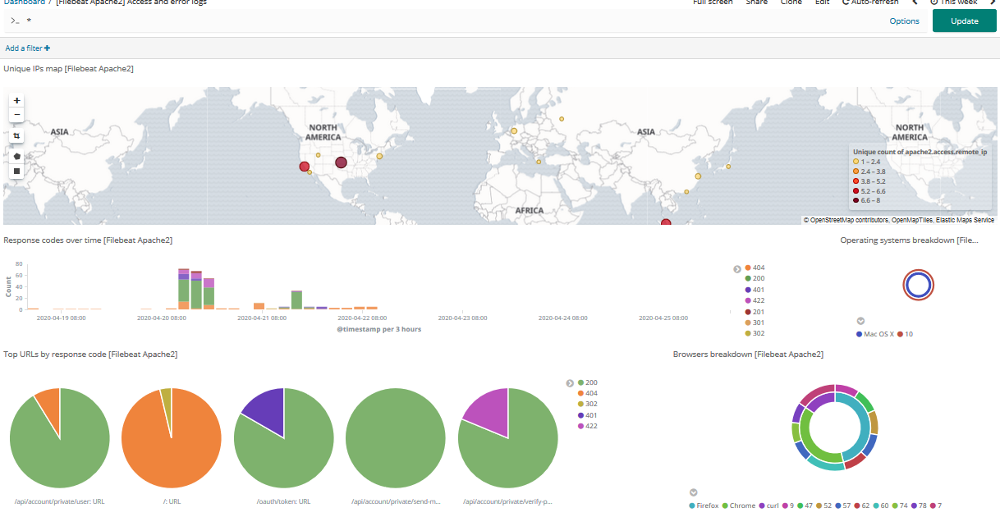 Dashboard / [Filebeat Apache2] Access and error logs
Full screen Share Clone Edit Auto-refresh This week
>_ *
Options
Update
Add a filter
Unique IPs map [Filebeat Apache2]
+
−
ASIA
NORTH
AMERICA
AFRICA
ASIA
NORTH
AMERICA
Unique count of apache2.access.remote_ip
1 – 2.4
2.4 – 3.8
3.8 – 5.2
5.2 – 6.6
6.6 – 8
© OpenStreetMap contributors, OpenMapTiles, Elastic Maps Service
Response codes over time [Filebeat Apache2]
Count
80
60
40
20
0
2020-04-19 08:00
2020-04-20 08:00
2020-04-21 08:00
2020-04-22 08:00
2020-04-23 08:00
2020-04-24 08:00
2020-04-25 08:00
@timestamp per 3 hours
404
200
401
422
201
301
302
Operating systems breakdown [File...
Mac OS X 10
Top URLs by response code [Filebeat Apache2]
/api/account/private/user: URL
/: URL
/oauth/token: URL
/api/account/private/send-m...
/api/account/private/verify-p...
200
404
302
401
422
Browsers breakdown [Filebeat Apache2]
Firefox Chrome curl 9 47 52 57 62 60 74 78 7